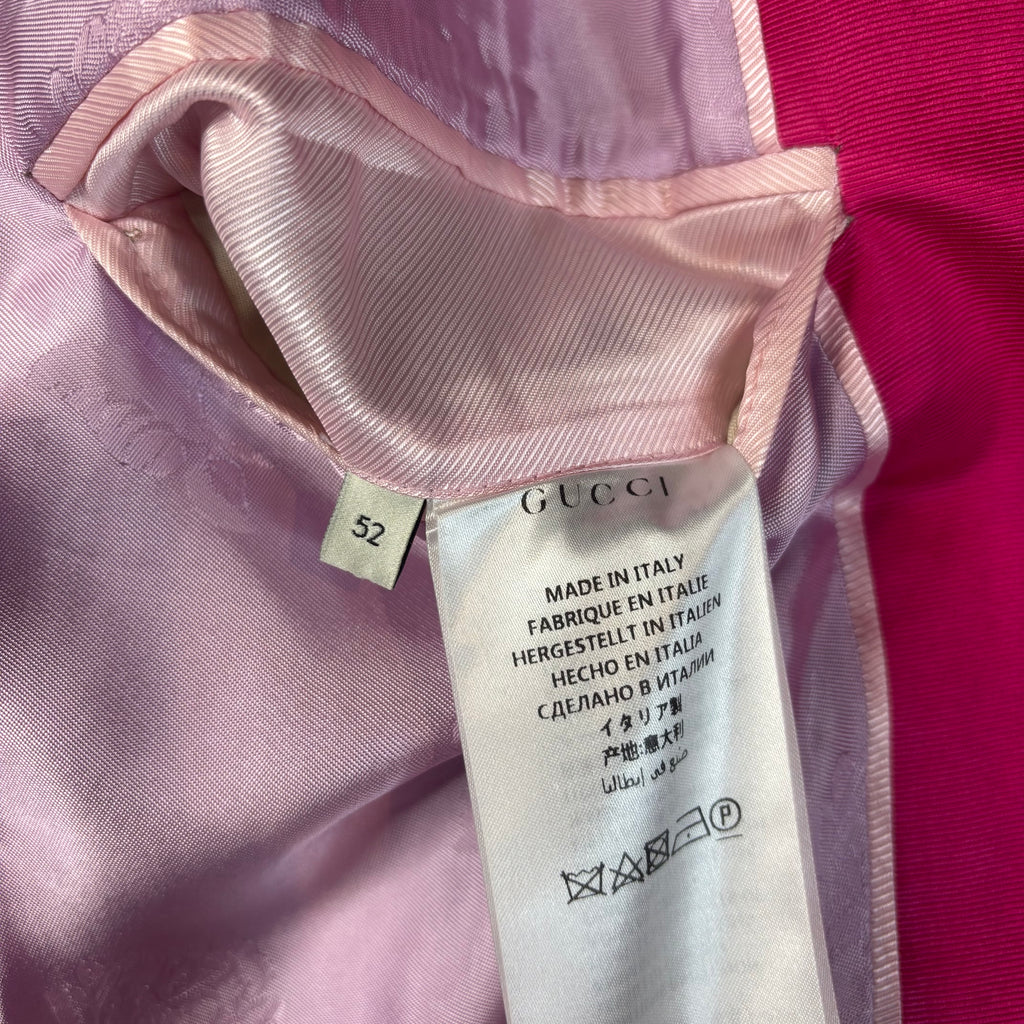 GUCCI
52
MADE IN ITALY
FABRIQUE EN ITALIE
HERGESTELLT IN ITALIEN
HECHO EN ITALIA
СДЕЛАНО В ИТАЛИИ
イタリア製
产地:意大利
صنع في إيطاليا
P